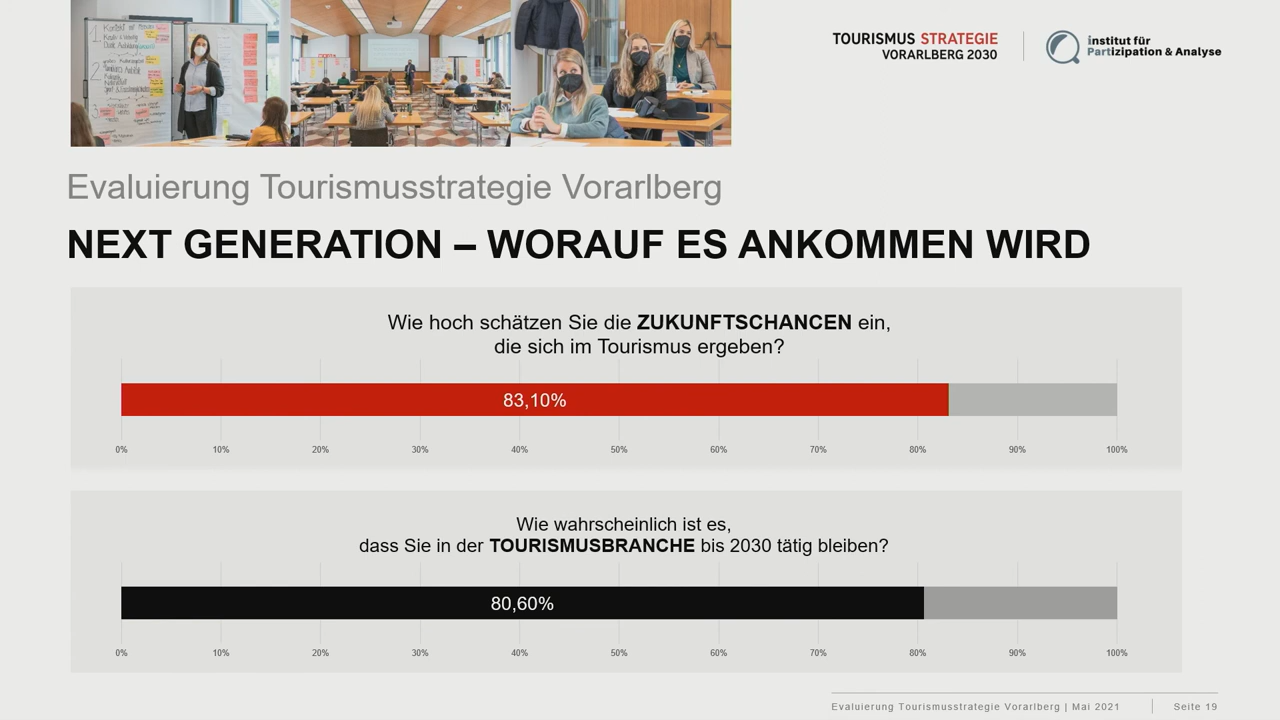 TOURISMUS STRATEGIE
VORARLBERG 2030
institut für
Partizipation & Analyse
Evaluierung Tourismusstrategie Vorarlberg
NEXT GENERATION – WORAUF ES ANKOMMEN WIRD
Wie hoch schätzen Sie die ZUKUNFTSCHANCEN ein,
die sich im Tourismus ergeben?
83,10%
0% 10% 20% 30% 40% 50% 60% 70% 80% 90% 100%
Wie wahrscheinlich ist es,
dass Sie in der TOURISMUSBRANCHE bis 2030 tätig bleiben?
80,60%
0% 10% 20% 30% 40% 50% 60% 70% 80% 90% 100%
Evaluierung Tourismusstrategie Vorarlberg | Mai 2021 Seite 19